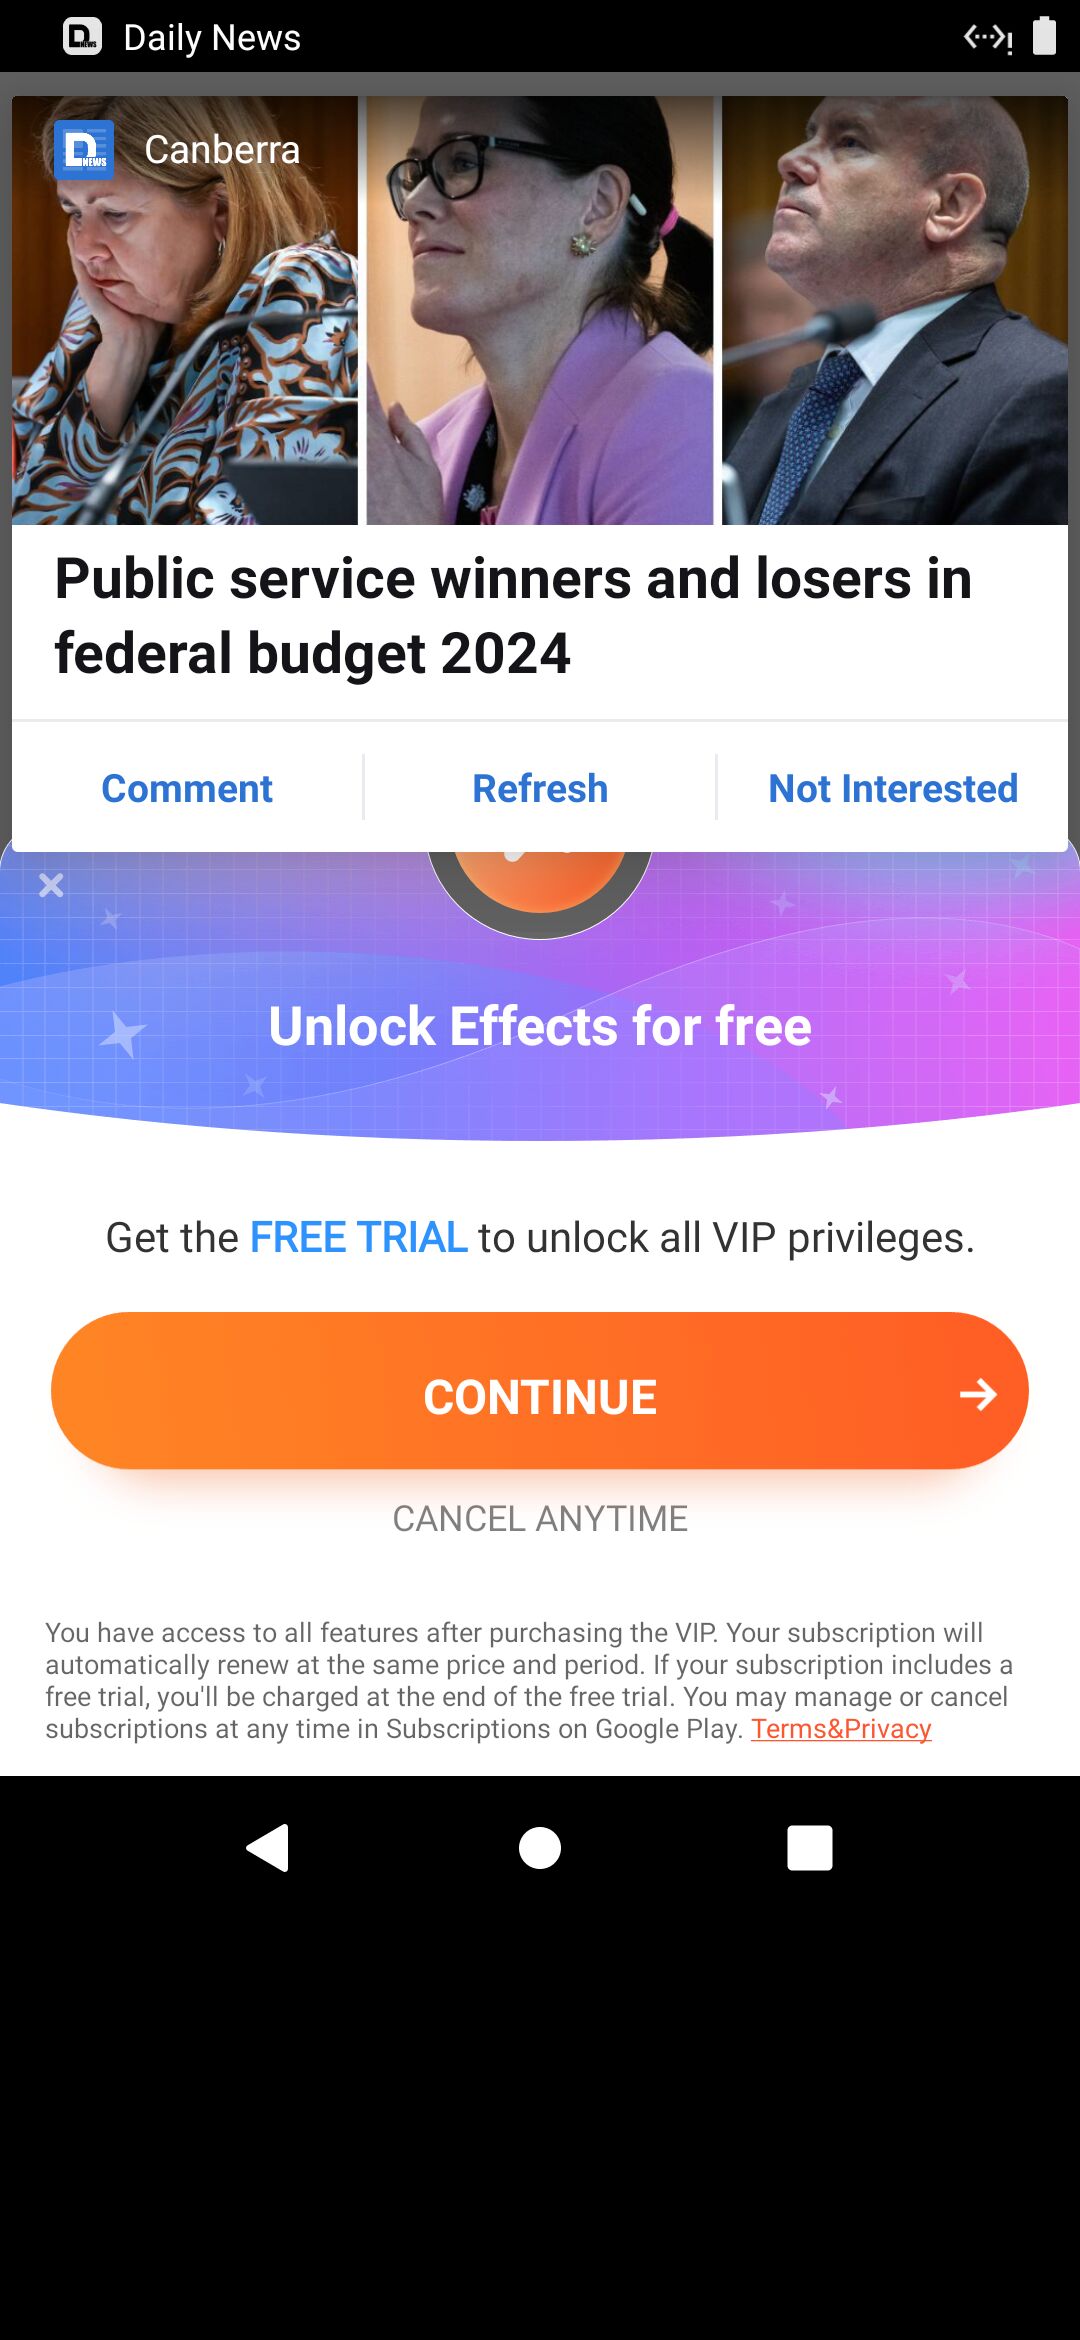 Daily News
D NEWS
Canberra
Public service winners and losers in
federal budget 2024
Comment
Refresh
Not Interested
Unlock Effects for free
Get the FREE TRIAL to unlock all VIP privileges.
CONTINUE
CANCEL ANYTIME
You have access to all features after purchasing the VIP. Your subscription will
automatically renew at the same price and period. If your subscription includes a
free trial, you'll be charged at the end of the free trial. You may manage or cancel
subscriptions at any time in Subscriptions on Google Play. Terms&Privacy